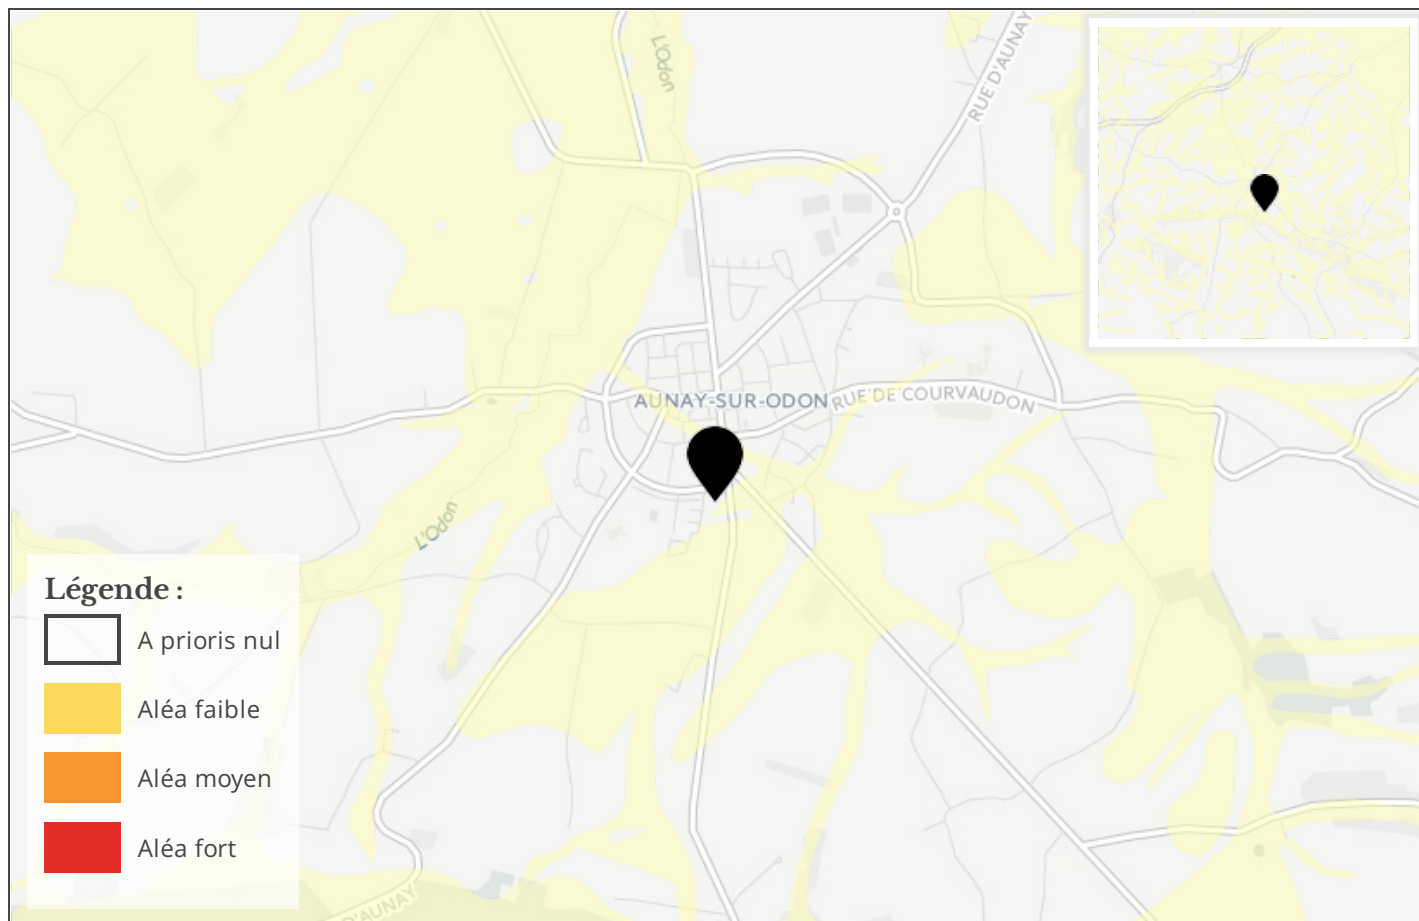 L'Odon
RUE D'AUNAY
AUNAY-SUR-ODON
RUE DE COURVAUDON
L'Odon
Légende :
A prioris nul
Aléa faible
Aléa moyen
Aléa fort
D'AUNAY